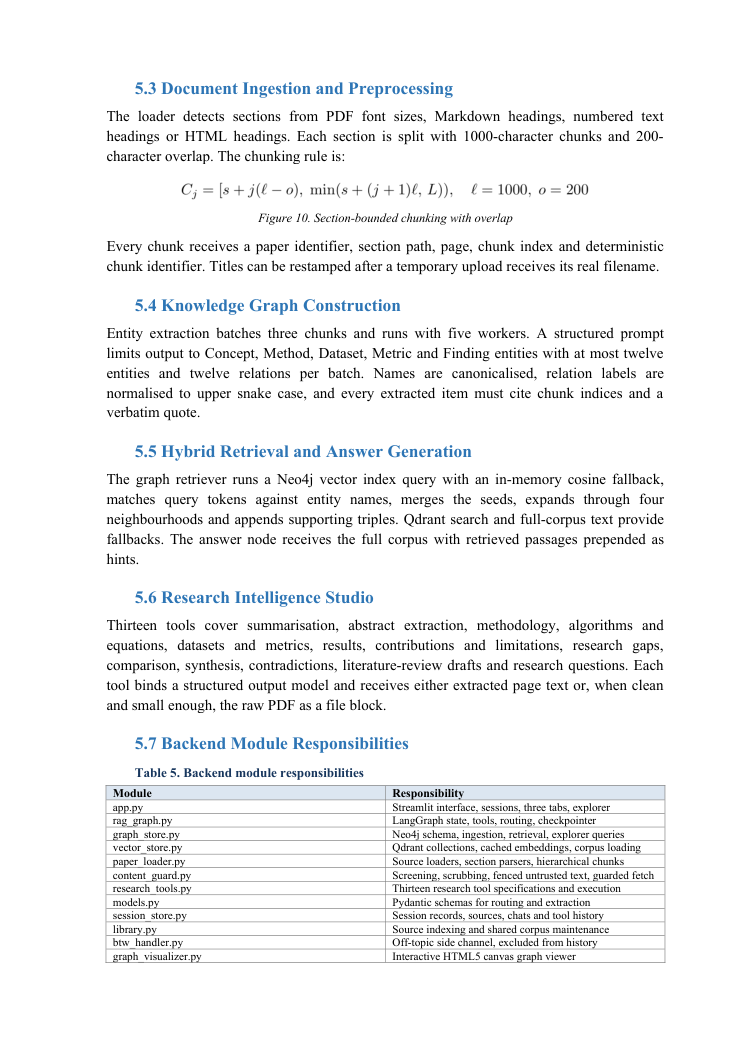 5.3 Document Ingestion and Preprocessing
The loader detects sections from PDF font sizes, Markdown headings, numbered text
headings or HTML headings. Each section is split with 1000-character chunks and 200-
character overlap. The chunking rule is:
C_j = [s + j(ℓ − o), min(s + (j + 1)ℓ, L)), ℓ = 1000, o = 200
Figure 10. Section-bounded chunking with overlap
Every chunk receives a paper identifier, section path, page, chunk index and deterministic
chunk identifier. Titles can be restamped after a temporary upload receives its real filename.
5.4 Knowledge Graph Construction
Entity extraction batches three chunks and runs with five workers. A structured prompt
limits output to Concept, Method, Dataset, Metric and Finding entities with at most twelve
entities and twelve relations per batch. Names are canonicalised, relation labels are
normalised to upper snake case, and every extracted item must cite chunk indices and a
verbatim quote.
5.5 Hybrid Retrieval and Answer Generation
The graph retriever runs a Neo4j vector index query with an in-memory cosine fallback,
matches query tokens against entity names, merges the seeds, expands through four
neighbourhoods and appends supporting triples. Qdrant search and full-corpus text provide
fallbacks. The answer node receives the full corpus with retrieved passages prepended as
hints.
5.6 Research Intelligence Studio
Thirteen tools cover summarisation, abstract extraction, methodology, algorithms and
equations, datasets and metrics, results, contributions and limitations, research gaps,
comparison, synthesis, contradictions, literature-review drafts and research questions. Each
tool binds a structured output model and receives either extracted page text or, when clean
and small enough, the raw PDF as a file block.
5.7 Backend Module Responsibilities
Table 5. Backend module responsibilities
Module Responsibility
app.py Streamlit interface, sessions, three tabs, explorer
rag_graph.py LangGraph state, tools, routing, checkpointer
graph_store.py Neo4j schema, ingestion, retrieval, explorer queries
vector_store.py Qdrant collections, cached embeddings, corpus loading
paper_loader.py Source loaders, section parsers, hierarchical chunks
content_guard.py Screening, scrubbing, fenced untrusted text, guarded fetch
research_tools.py Thirteen research tool specifications and execution
models.py Pydantic schemas for routing and extraction
session_store.py Session records, sources, chats and tool history
library.py Source indexing and shared corpus maintenance
btw_handler.py Off-topic side channel, excluded from history
graph_visualizer.py Interactive HTML5 canvas graph viewer